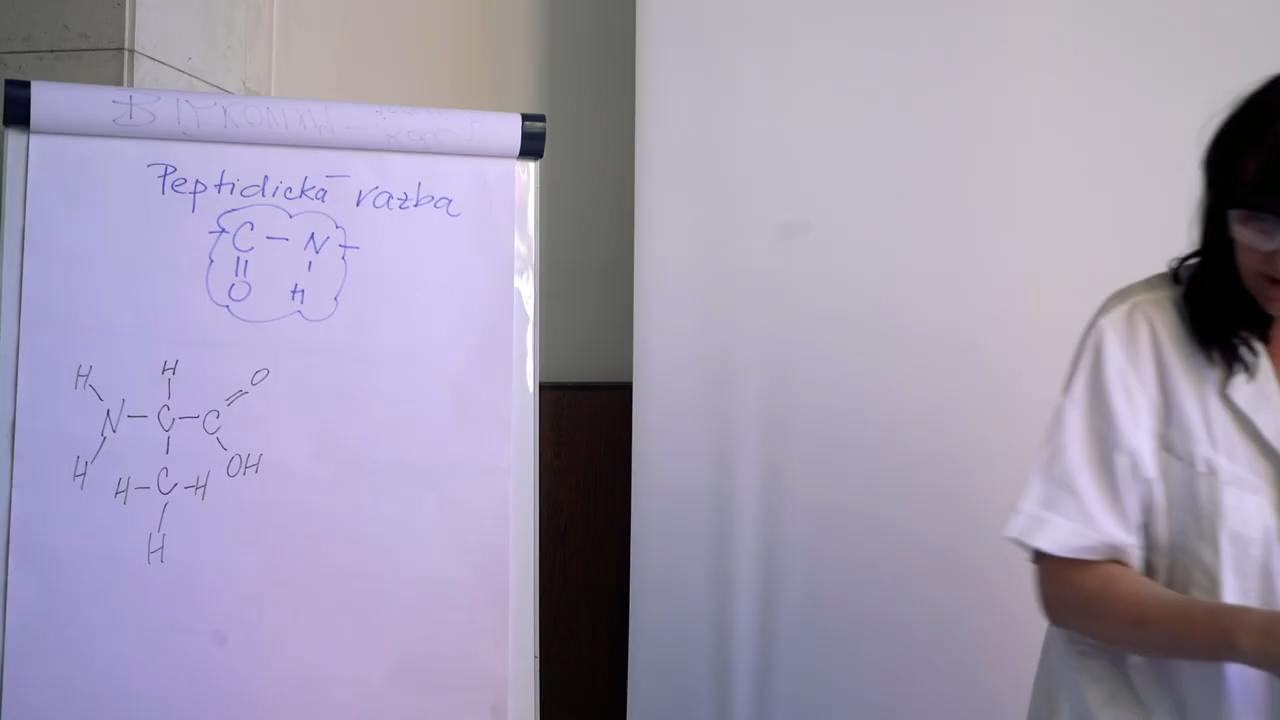 Peptidická vazba
C — N —
O H
H H O
N — C — C
H H — C — H OH
H